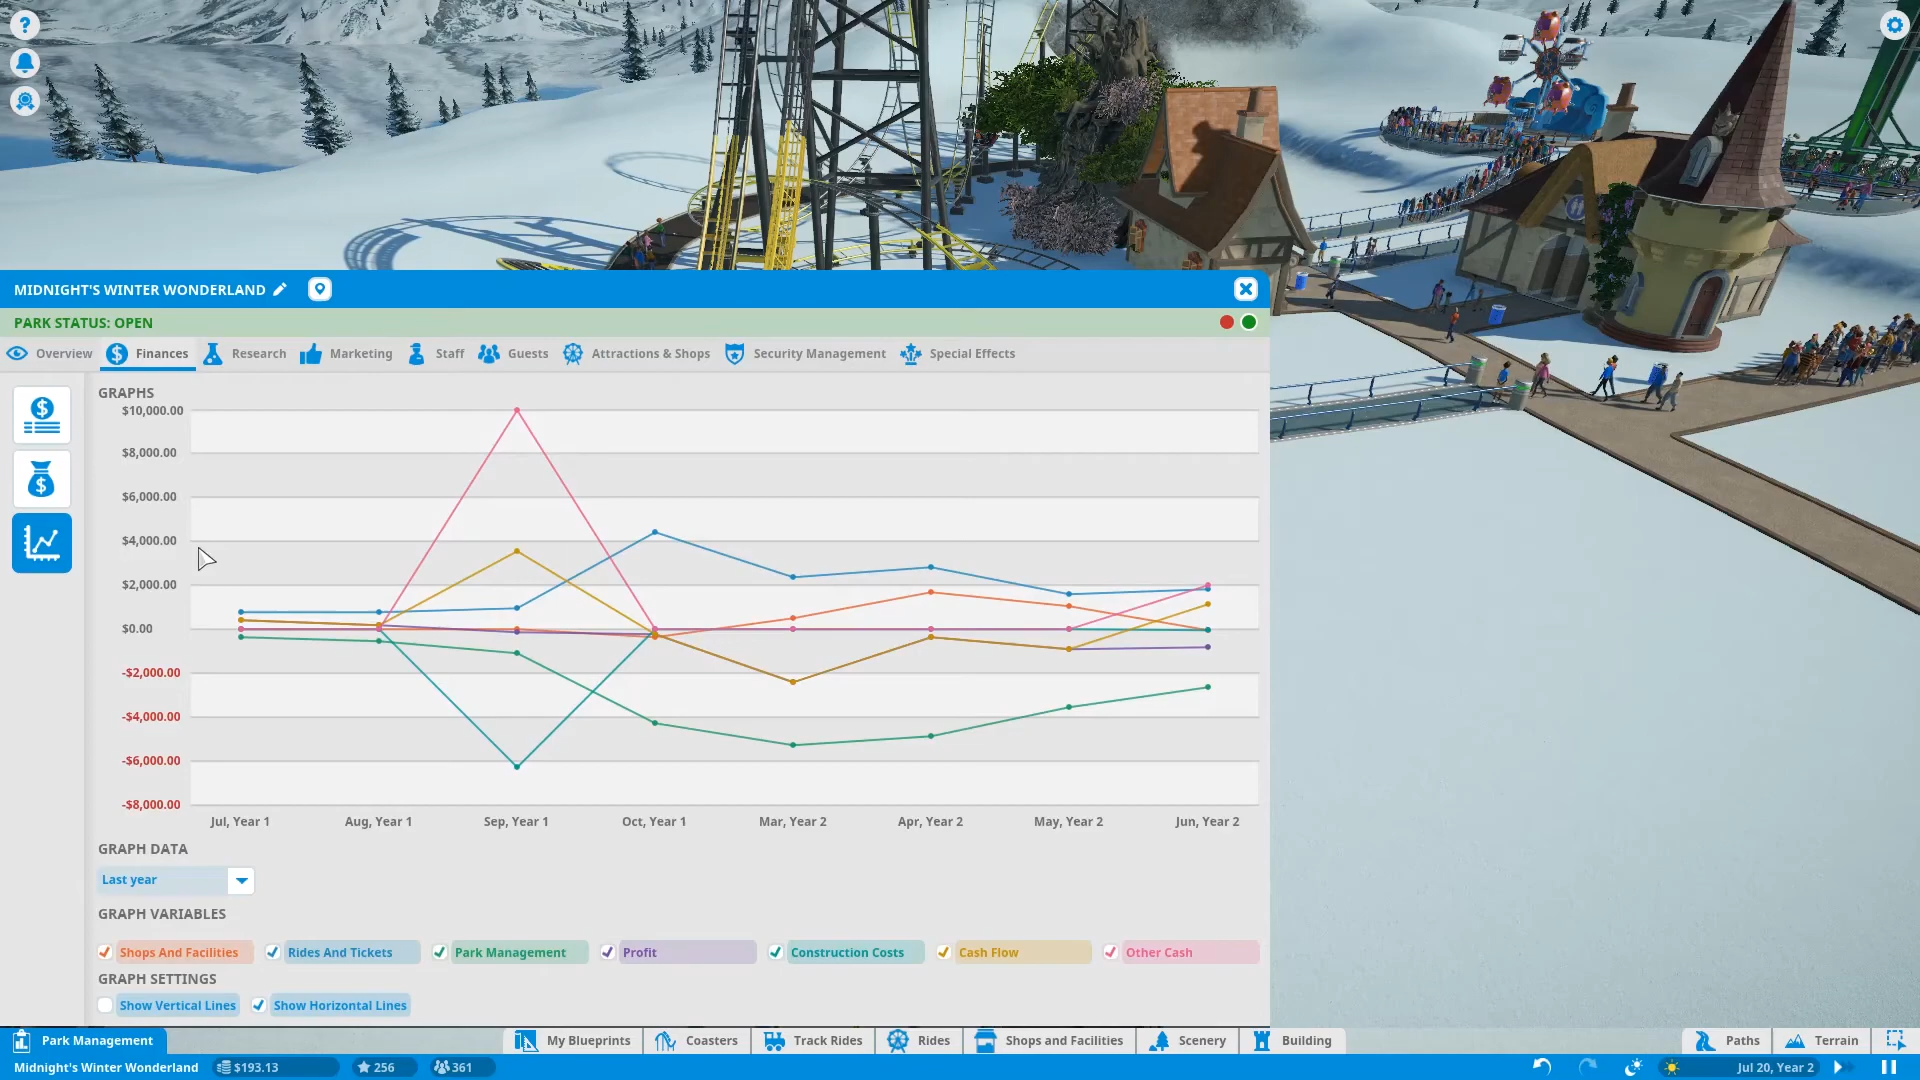 ?
MIDNIGHT'S WINTER WONDERLAND
PARK STATUS: OPEN
Overview Finances Research Marketing Staff Guests Attractions & Shops Security Management Special Effects
GRAPHS
$10,000.00
$8,000.00
$6,000.00
$4,000.00
$2,000.00
$0.00
-$2,000.00
-$4,000.00
-$6,000.00
-$8,000.00
Jul, Year 1 Aug, Year 1 Sep, Year 1 Oct, Year 1 Mar, Year 2 Apr, Year 2 May, Year 2 Jun, Year 2
GRAPH DATA
Last year
GRAPH VARIABLES
Shops And Facilities Rides And Tickets Park Management Profit Construction Costs Cash Flow Other Cash
GRAPH SETTINGS
Show Vertical Lines Show Horizontal Lines
Park Management My Blueprints Coasters Track Rides Rides Shops and Facilities Scenery Building Paths Terrain
Midnight's Winter Wonderland $193.13 256 361 Jul 20, Year 2